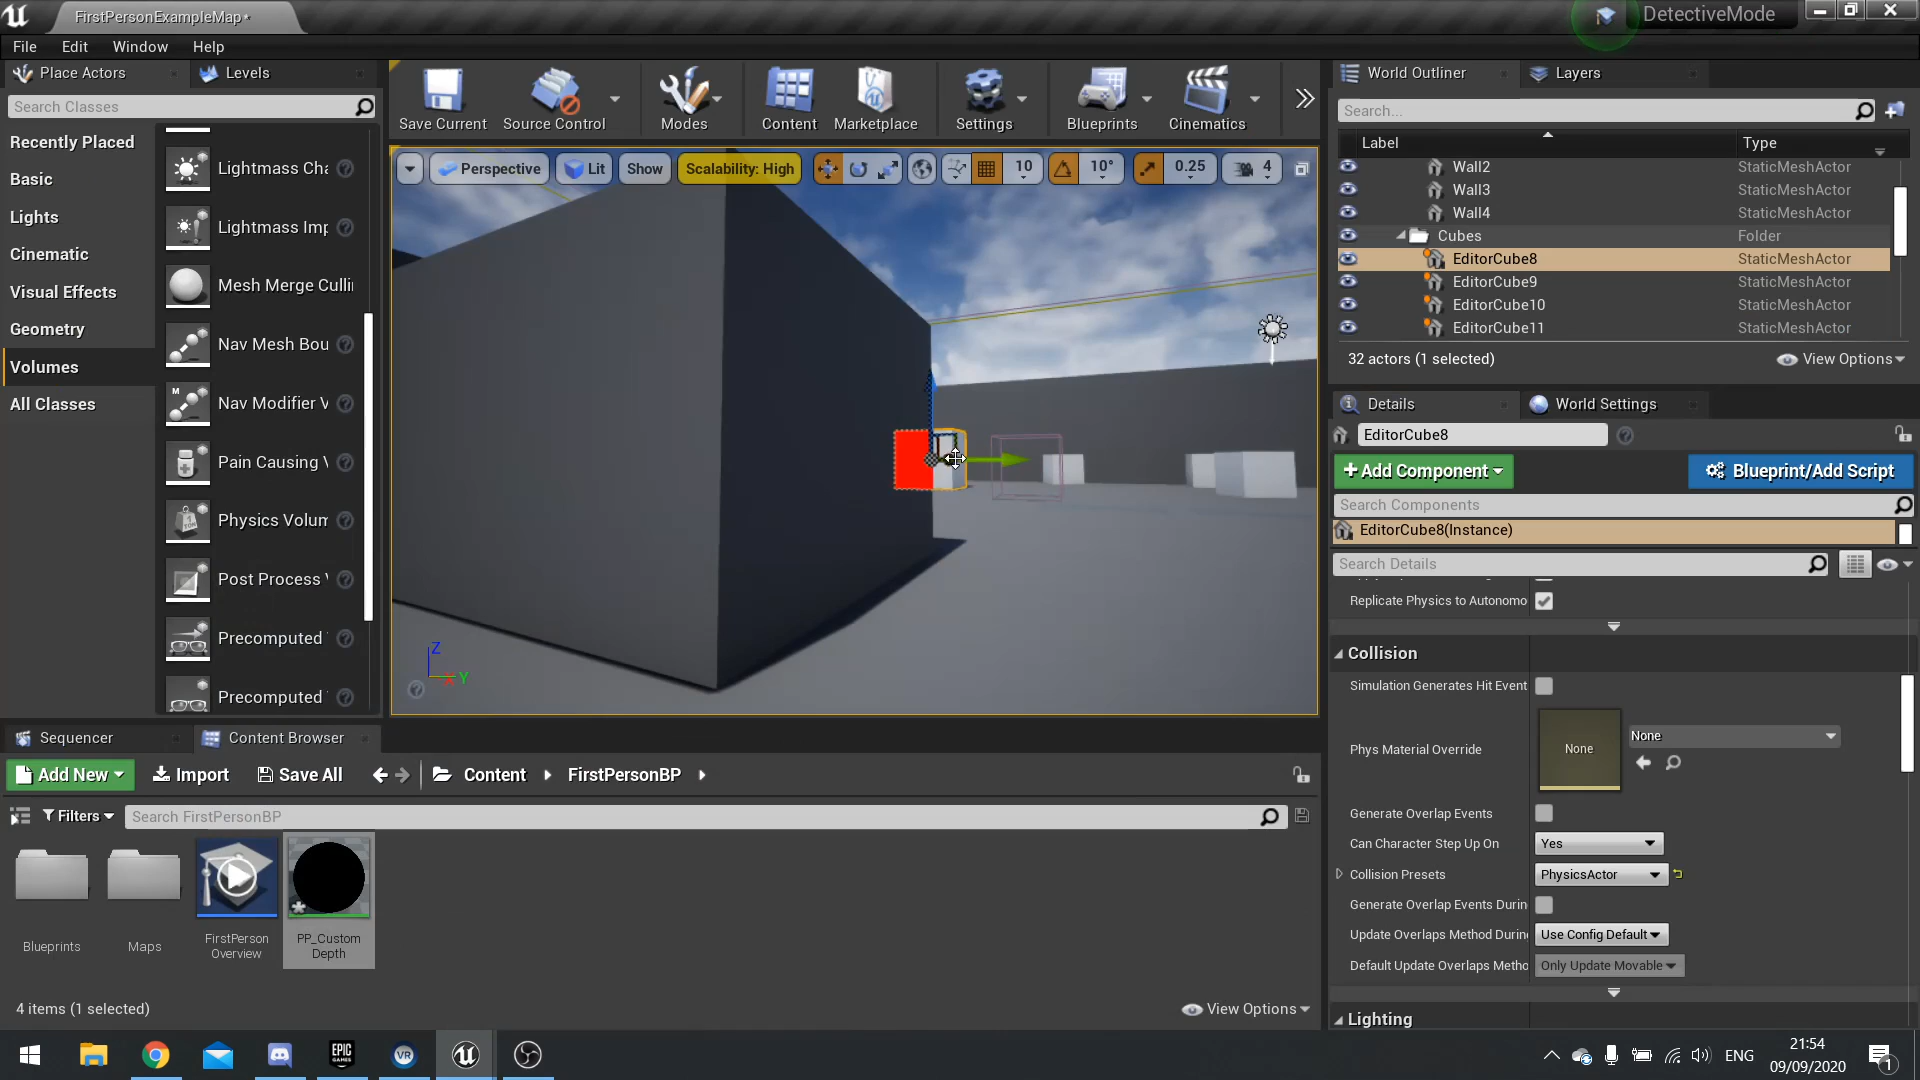 FirstPersonExampleMap*
DetectiveMode
File Edit Window Help
Place Actors
Levels
Search Classes
Recently Placed
Basic
Lights
Cinematic
Visual Effects
Geometry
Volumes
All Classes
Lightmass Cha
Lightmass Imp
Mesh Merge Culli
Nav Mesh Bou
Nav Modifier V
Pain Causing V
Physics Volum
Post Process V
Precomputed
Precomputed
Save Current
Source Control
Modes
Content
Marketplace
Settings
Blueprints
Cinematics
Perspective
Lit
Show
Scalability: High
10
10°
0.25
4
Z
X
Y
World Outliner
Layers
Search...
Label Type
Wall2 StaticMeshActor
Wall3 StaticMeshActor
Wall4 StaticMeshActor
Cubes Folder
EditorCube8 StaticMeshActor
EditorCube9 StaticMeshActor
EditorCube10 StaticMeshActor
EditorCube11 StaticMeshActor
32 actors (1 selected)
View Options
Details
World Settings
EditorCube8
+Add Component
Blueprint/Add Script
Search Components
EditorCube8(Instance)
Search Details
Replicate Physics to Autonomo
Collision
Simulation Generates Hit Event
Phys Material Override
None
None
Generate Overlap Events
Can Character Step Up On
Yes
Collision Presets
PhysicsActor
Generate Overlap Events Durin
Update Overlaps Method During
Use Config Default
Default Update Overlaps Metho
Only Update Movable
Lighting
Sequencer
Content Browser
Add New
Import
Save All
Content
FirstPersonBP
Filters
Search FirstPersonBP
Blueprints
Maps
FirstPerson
Overview
PP_Custom
Depth
4 items (1 selected)
View Options
EPIC
GAMES
VR
ENG
21:54
09/09/2020
1